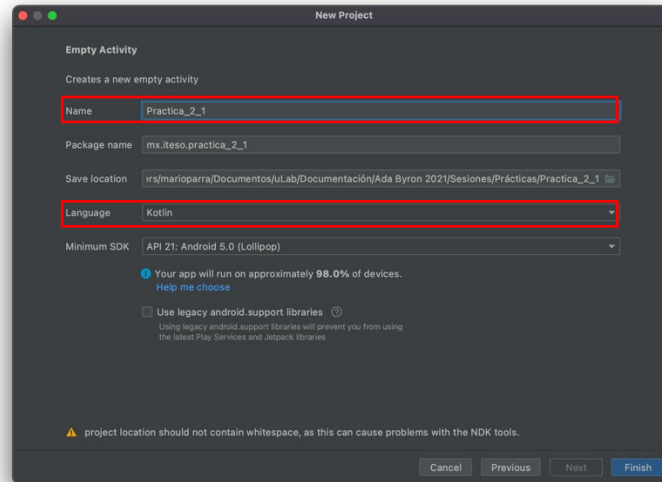 New Project
Empty Activity
Creates a new empty activity
Name Practica_2_1
Package name mx.iteso.practica_2_1
Save location ers/marioparra/Documentos/uLab/Documentación/Ada Byron 2021/Sesiones/Prácticas/Practica_2_1
Language Kotlin
Minimum SDK API 21: Android 5.0 (Lollipop)
Your app will run on approximately 98.0% of devices.
Help me choose
Use legacy android.support libraries
Using legacy android.support libraries will prevent you from using
the latest Play Services and Jetpack libraries
project location should not contain whitespace, as this can cause problems with the NDK tools.
Cancel Previous Next Finish